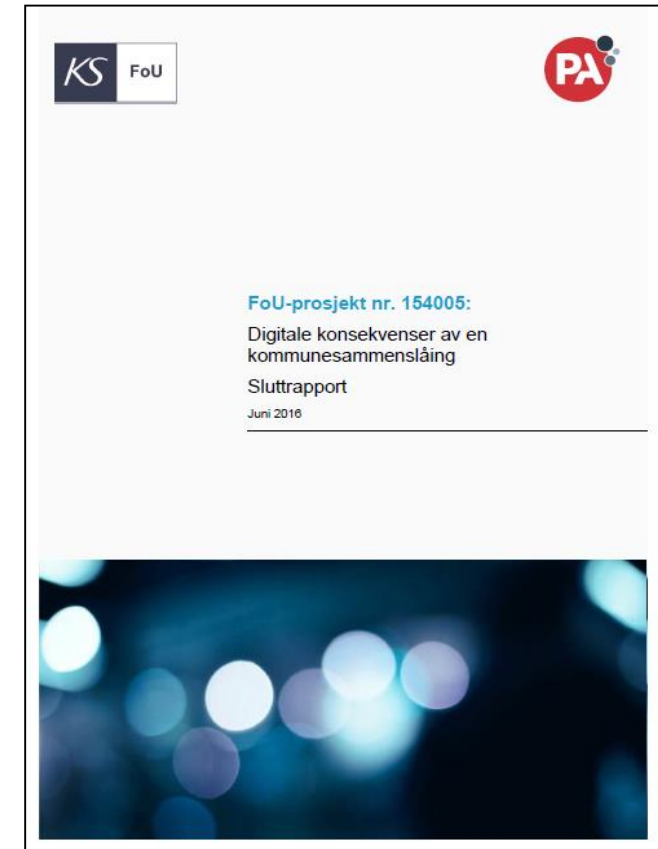 KS FoU
PA
FoU-prosjekt nr. 154005:
Digitale konsekvenser av en
kommunesammenslåing
Sluttrapport
Juni 2016